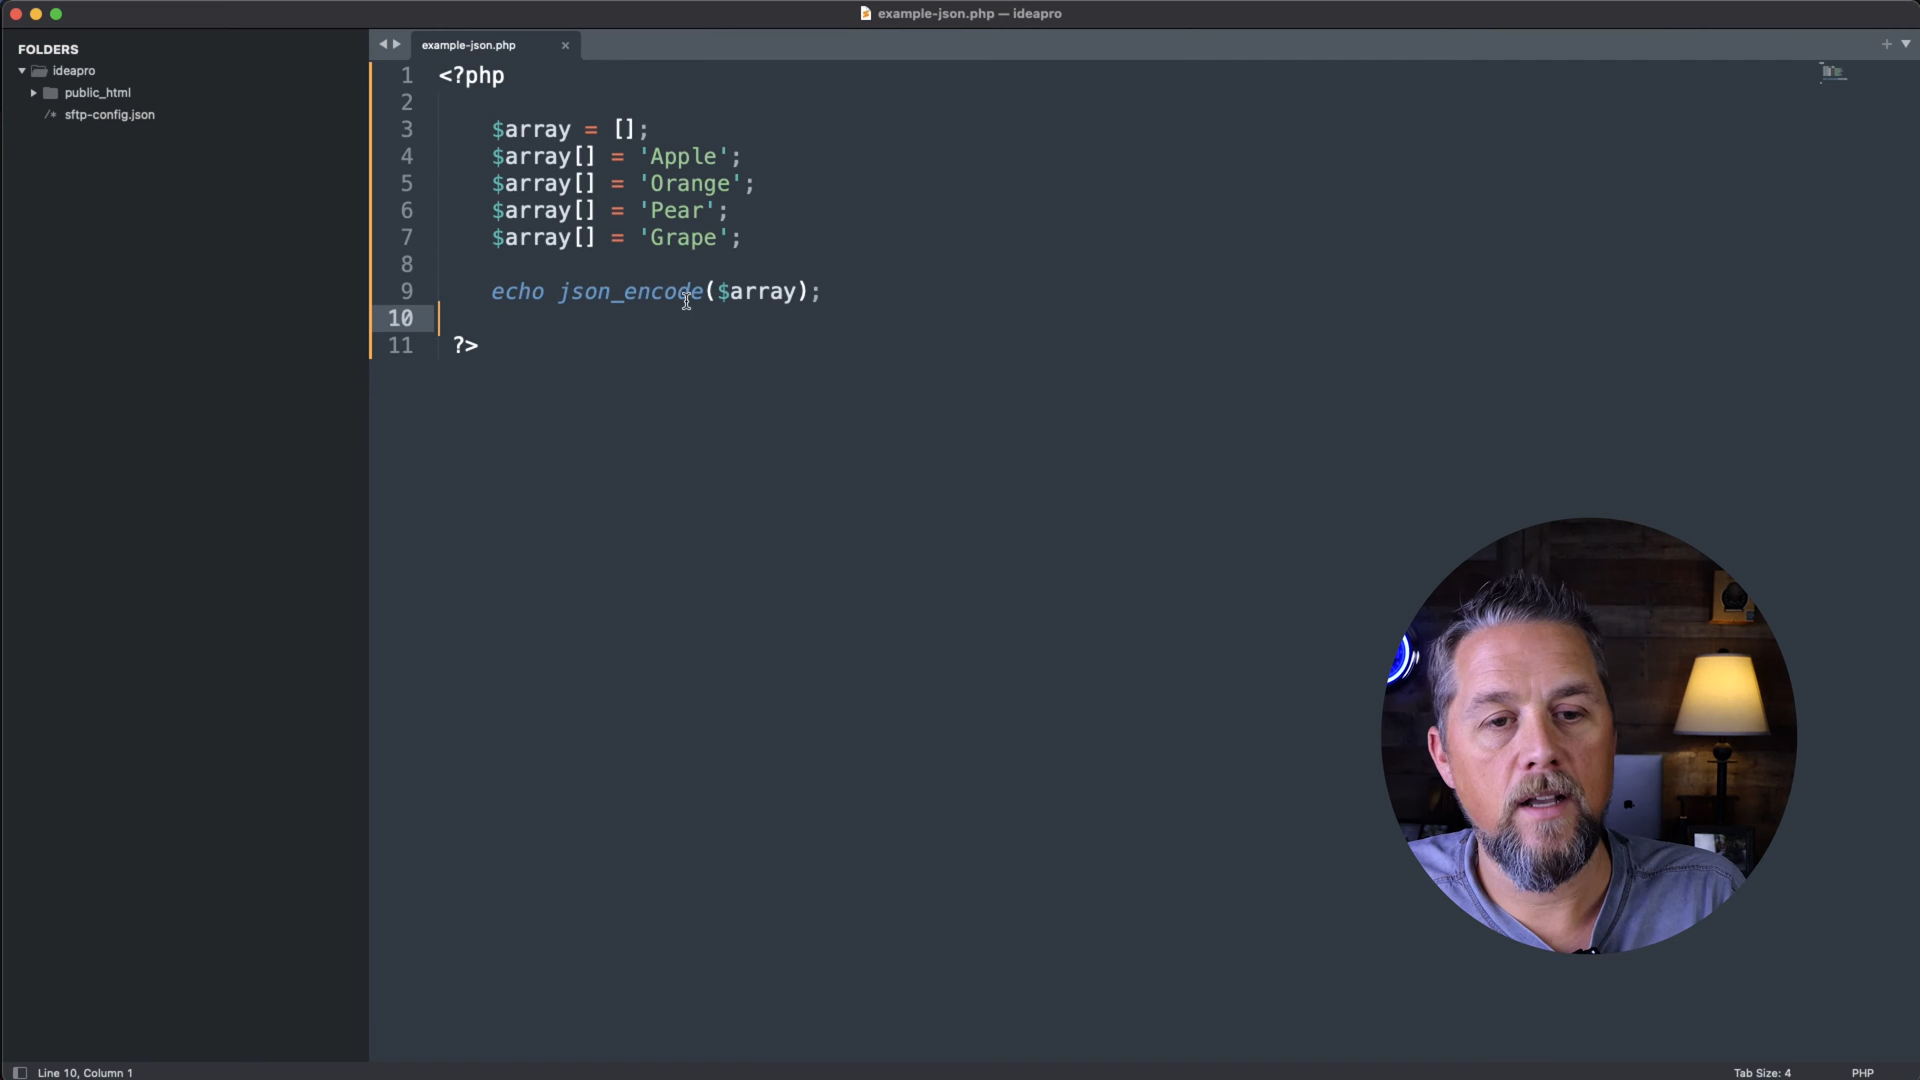 example-json.php — ideapro
FOLDERS
ideapro
public_html
/* sftp-config.json
example-json.php ×
1 <?php
2
3 $array = [];
4 $array[] = 'Apple';
5 $array[] = 'Orange';
6 $array[] = 'Pear';
7 $array[] = 'Grape';
8
9 echo json_encode($array);
10
11 ?>
Line 10, Column 1
Tab Size: 4
PHP